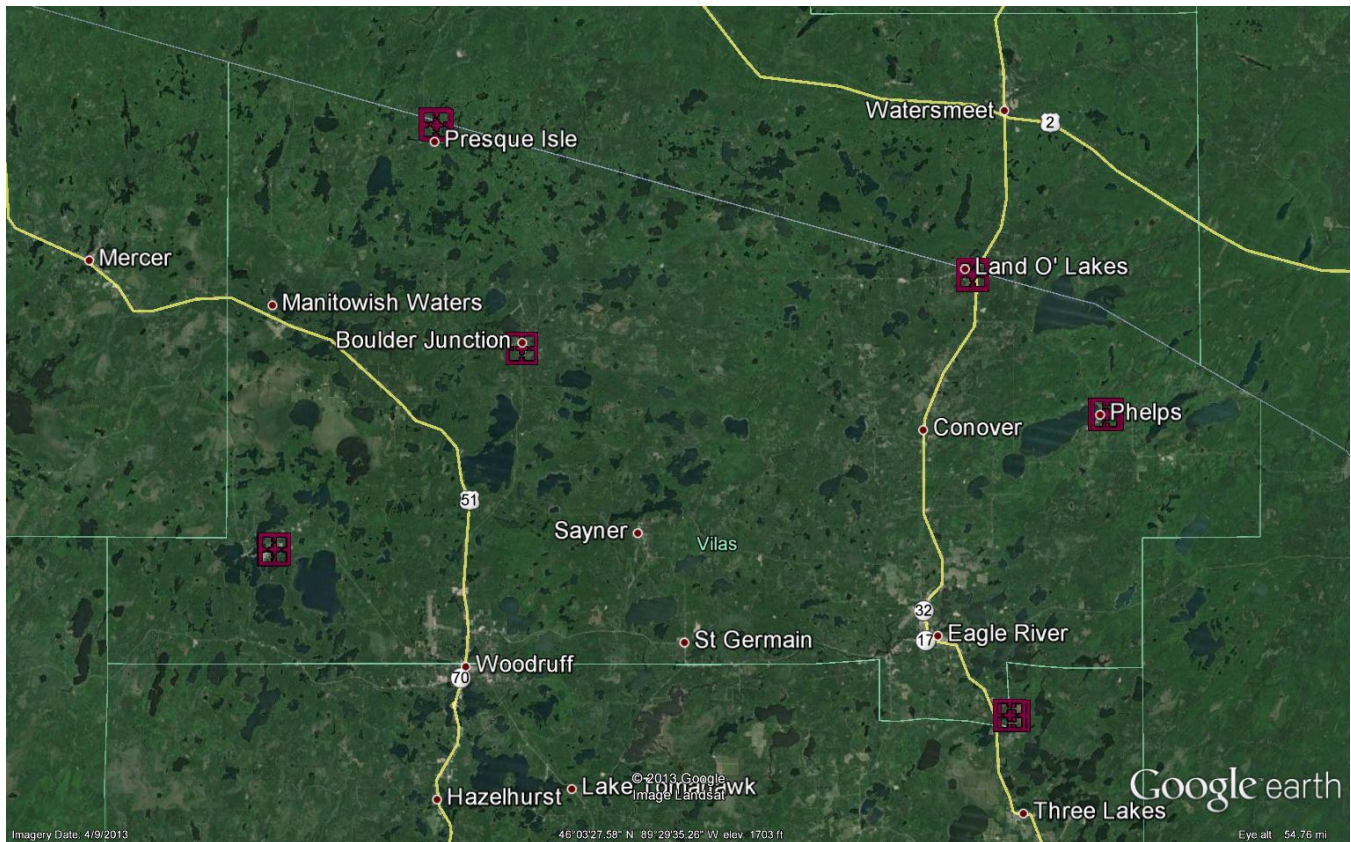 Watersmeet
2
Presque Isle
Mercer
Land O' Lakes
Manitowish Waters
Boulder Junction
Phelps
Conover
51
Sayner
Vilas
32
17
Eagle River
St Germain
Woodruff
70
© 2013 Google
Image Landsat
Lake Tomahawk
Hazelhurst
Google earth
Three Lakes
Imagery Date: 4/9/2013
46°03'27.58" N 89°29'35.26" W elev 1703 ft
Eye alt 54.76 mi